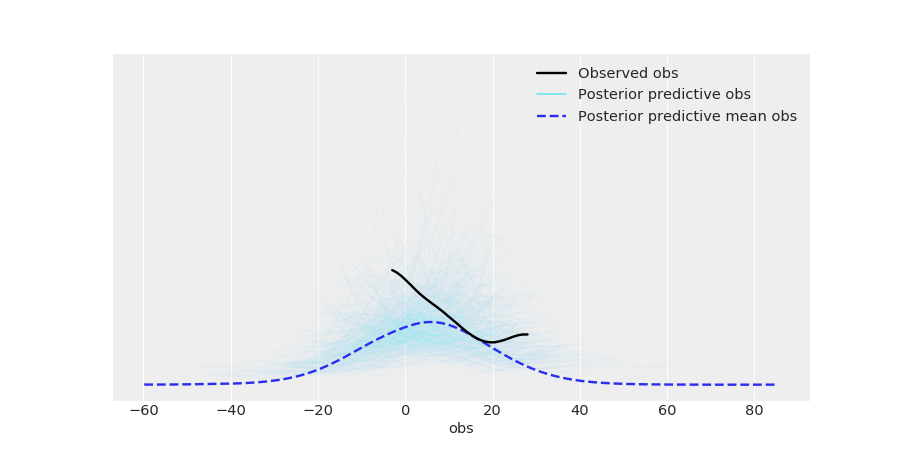 Observed obs
Posterior predictive obs
Posterior predictive mean obs
−60 −40 −20 0 20 40 60 80
obs